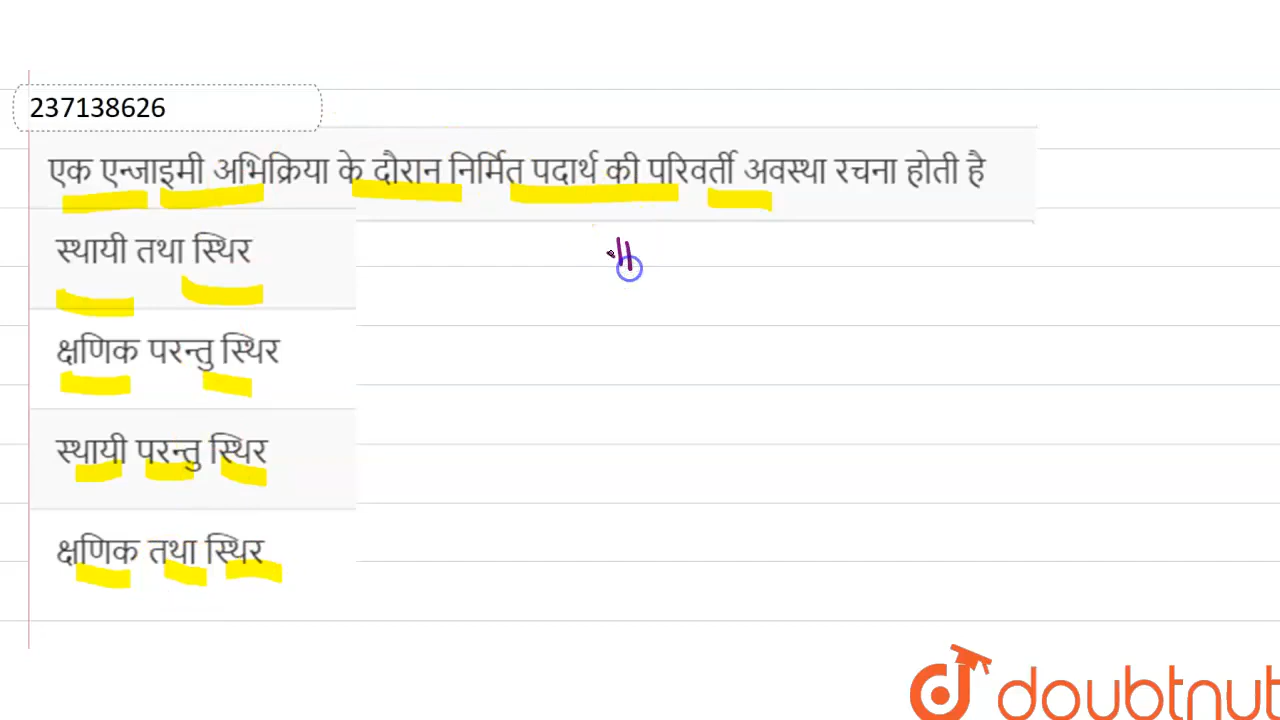 237138626
एक एन्जाइमी अभिक्रिया के दौरान निर्मित पदार्थ की परिवर्ती अवस्था रचना होती है
स्थायी तथा स्थिर
क्षणिक परन्तु स्थिर
स्थायी परन्तु स्थिर
क्षणिक तथा स्थिर
doubtnut